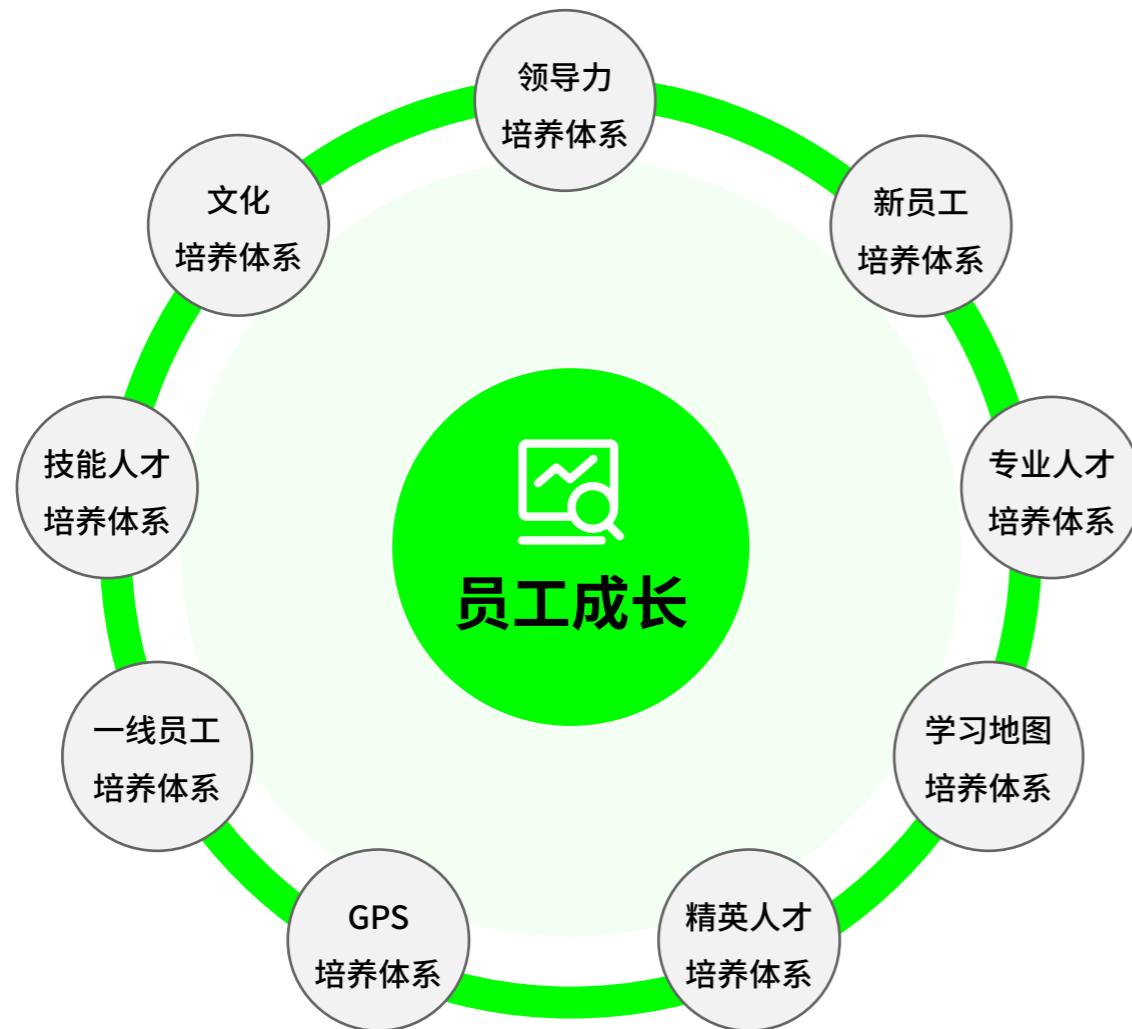 领导力
培养体系
新员工
培养体系
专业人才
培养体系
学习地图
培养体系
精英人才
培养体系
GPS
培养体系
一线员工
培养体系
技能人才
培养体系
文化
培养体系
员工成长